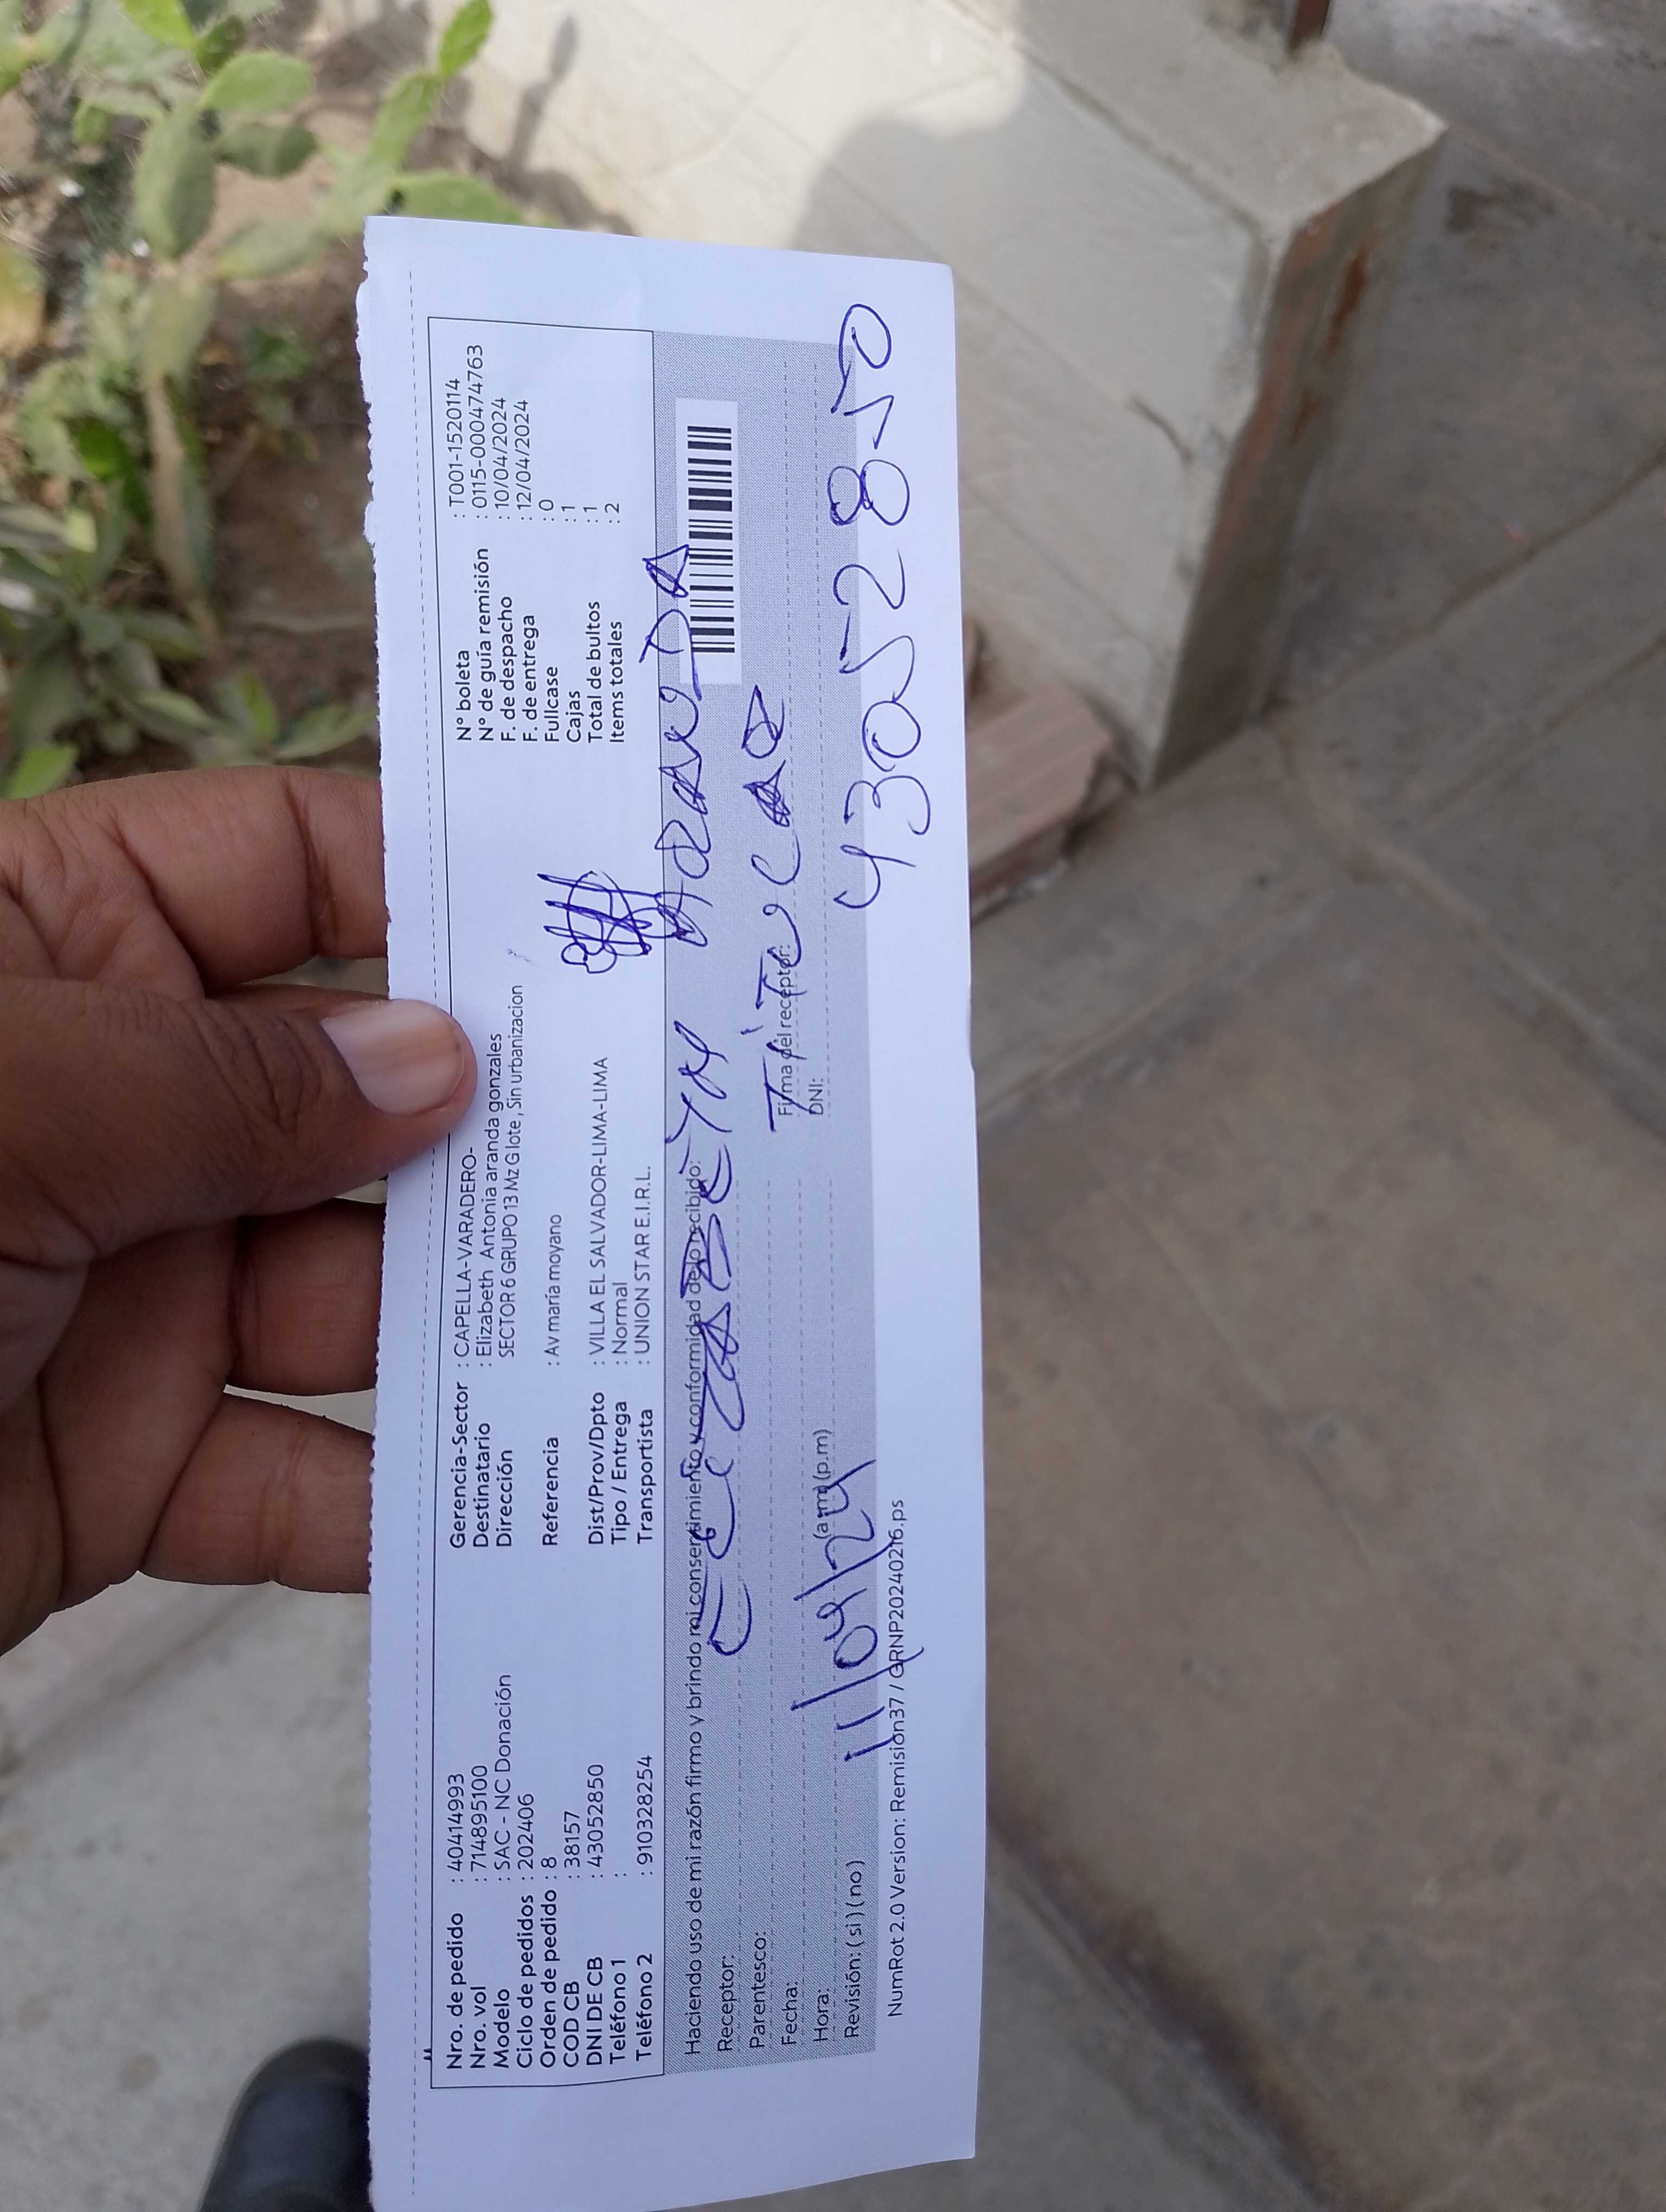 Nro. de pedido : 40414993
Nro. vol : 714895100
Modelo : SAC - NC Donación
Ciclo de pedidos : 202406
Orden de pedido : 8
COD CB : 38157
DNI DE CB : 43052850
Teléfono 1 :
Teléfono 2 : 910328254
Gerencia-Sector : CAPELLA-VARADERO-
Destinatario : Elizabeth Antonia aranda gonzales
Dirección SECTOR 6 GRUPO 13 Mz G lote , Sin urbanizacion
Referencia : Av maria moyano
Dist/Prov/Dpto : VILLA EL SALVADOR-LIMA-LIMA
Tipo / Entrega : Normal
Transportista : UNION STAR E.I.R.L.
N° boleta : T001-1520114
N° de guía remisión : 0115-0000474763
F. de despacho : 10/04/2024
F. de entrega : 12/04/2024
Fullcase : 0
Cajas : 1
Total de bultos : 1
Items totales : 2
Haciendo uso de mi razón firmo y brindo mi consentimiento y conformidad de lo recibido:
Receptor:
Parentesco: Titular
Fecha: 11/04/24
Firma del receptor:
Hora: (a.m) (p.m)
DNI: 43052850
Revisión: ( si ) ( no )
NumRot 2.0 Version: Remisión37 / GRNP20240216.ps